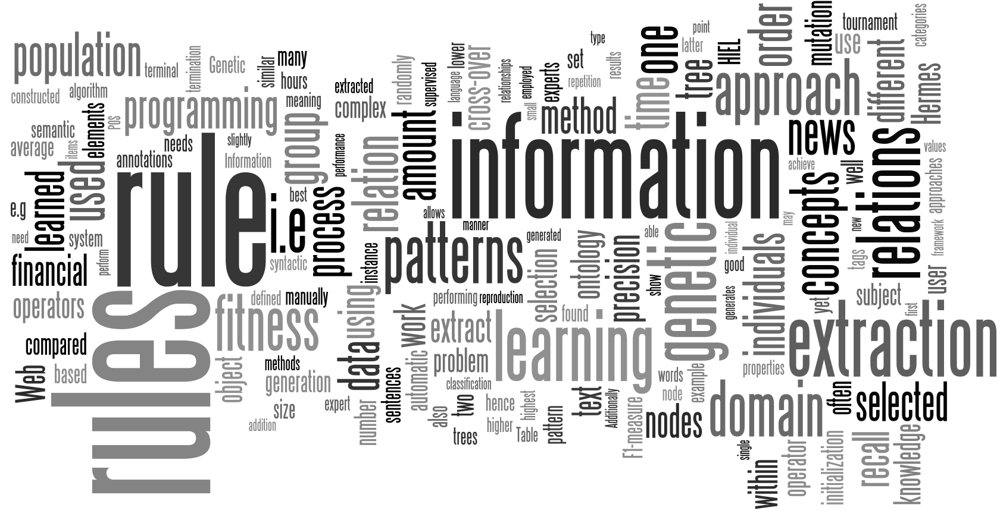 population
terminal
termination
Genetic
similar
many
hours
constructed
algorithm
programming
meaning
extracted
complex
randomly
supervised
language
lower
cross-over
relationships
employed
small
experts
set
repetition
type
results
method
time
one
point
latter
tree
HIEL
order
mutation
tournament
use
categories
approach
different
Hermes
semantic
elements
POS
average
items
needs
annotations
slightly
Information
group
performance
relation
amount
information
news
achieve
well
relations
values
approaches
e.g
learned
used
rule
i.e
best
process
allows
manner
patterns
generated
able
individual
may
concepts
new
tags
framework
need
system
perform
financial
syntactic
instance
selection
ontology
precision
show
genetic
good
generates
individuals
user
operators
rules
fitness
defined
manually
using
work
performing
reproduction
extract
found
learning
yet
subject
first
extraction
compared
Web
based
object
methods
generation
data
sentences
automatic
problem
classification
words
node
example
properties
domain
often
selected
size
addition
expert
number
also
two
trees
hence
higher
highest
Table
pattern
text
Additionally
F1-measure
nodes
single
within
operator
initialization
recall
knowledge